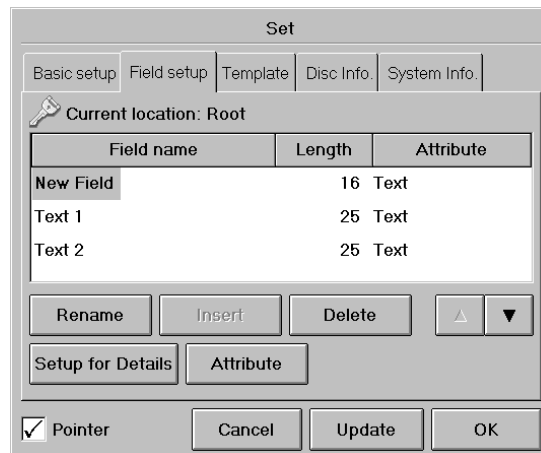 Set
Basic setup Field setup Template Disc Info. System Info.
Current location: Root
Field name Length Attribute
New Field 16 Text
Text 1 25 Text
Text 2 25 Text
Rename Insert Delete
Setup for Details Attribute
Pointer Cancel Update OK